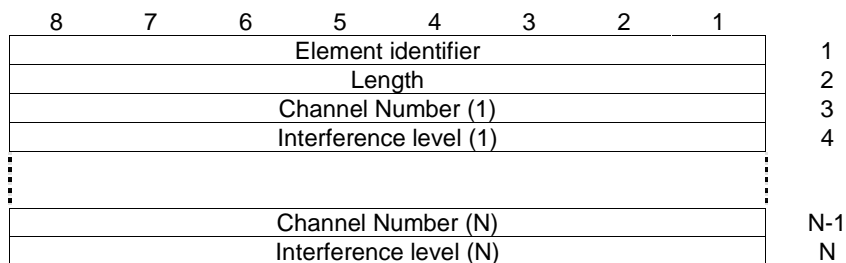 8 7 6 5 4 3 2 1
Element identifier 1
Length 2
Channel Number (1) 3
Interference level (1) 4
Channel Number (N) N-1
Interference level (N) N